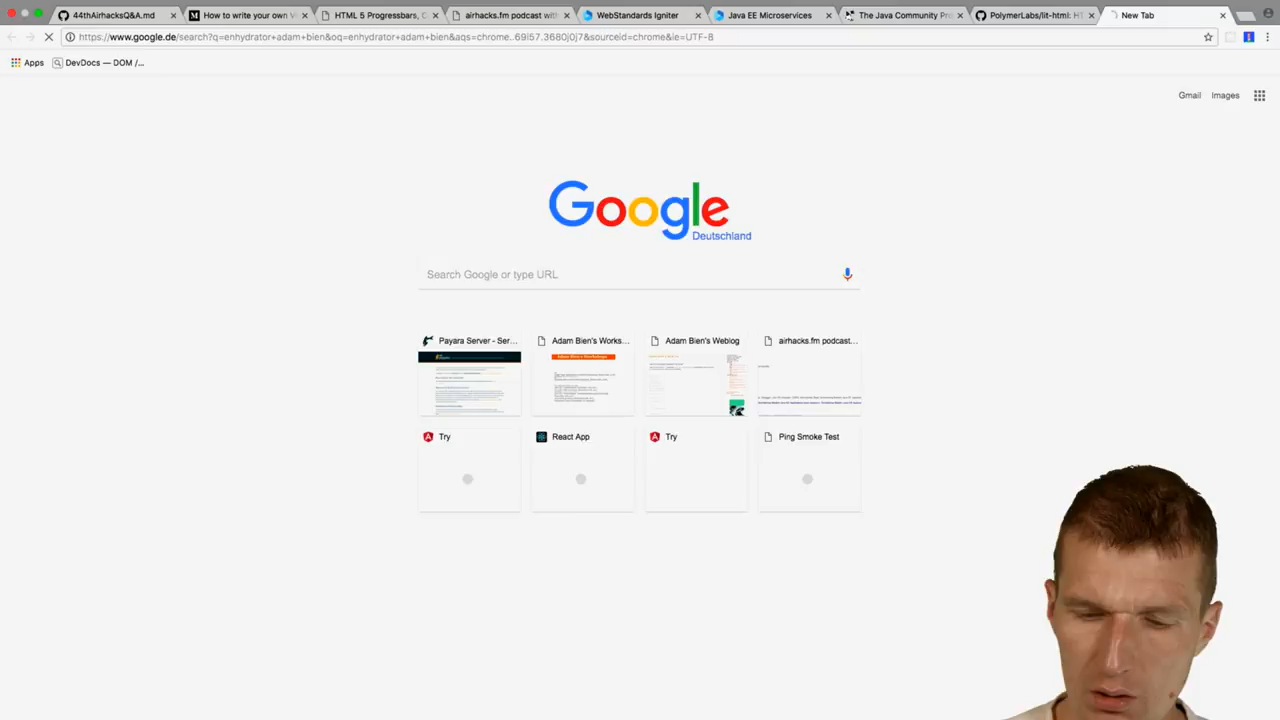 44thAirhacksQ&A.md
How to write your own V
HTML 5 Progressbars, C
airhacks.fm podcast with
WebStandards Igniter
Java EE Microservices
The Java Community Pro
PolymerLabs/lit-html: HT
New Tab
https://www.google.de/search?q=enhydrator+adam+bien&oq=enhydrator+adam+bien&aqs=chrome..69i57.3680j0j7&sourceid=chrome&ie=UTF-8
Apps
DevDocs — DOM /...
Gmail
Images
Google
Deutschland
Search Google or type URL
Payara Server - Ser...
Adam Bien's Works...
Adam Bien's Weblog
airhacks.fm podcast...
Try
React App
Try
Ping Smoke Test